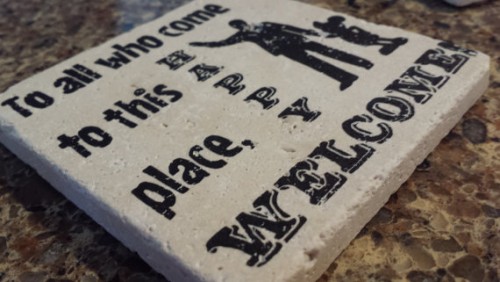 To all who come
to this HAPPY
place,
WELCOME!